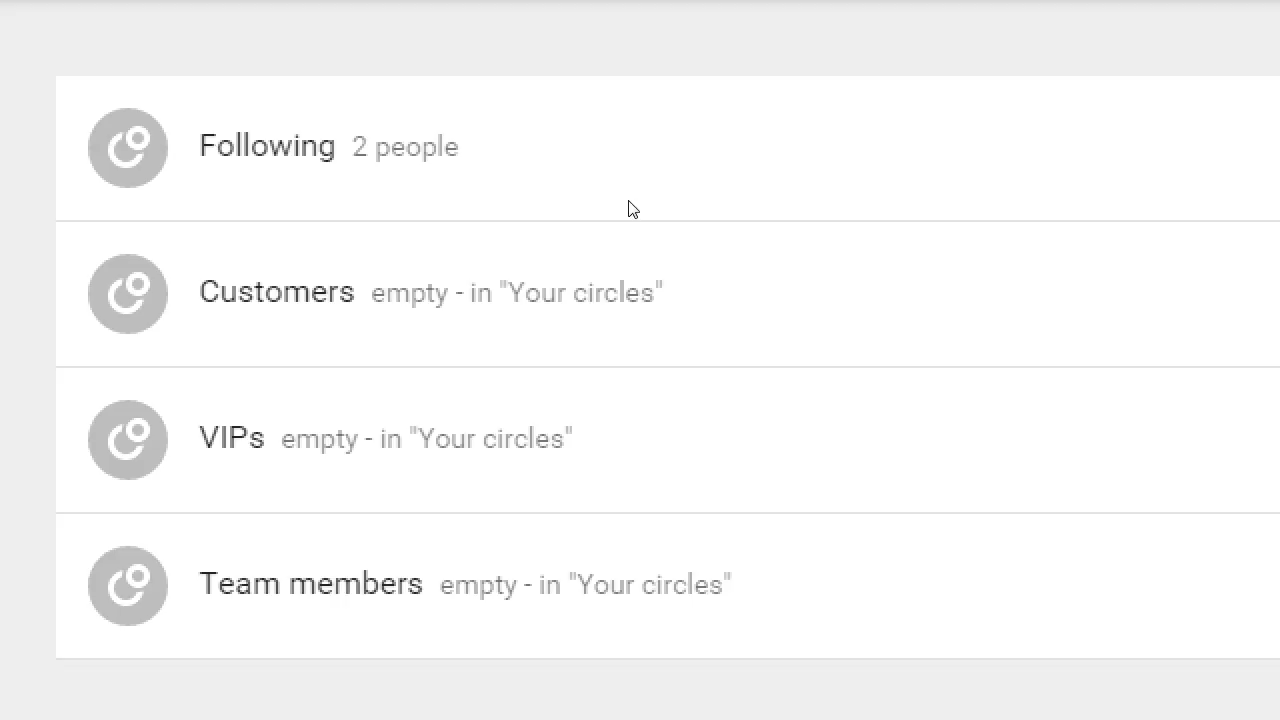 Following 2 people
Customers empty - in "Your circles"
VIPs empty - in "Your circles"
Team members empty - in "Your circles"